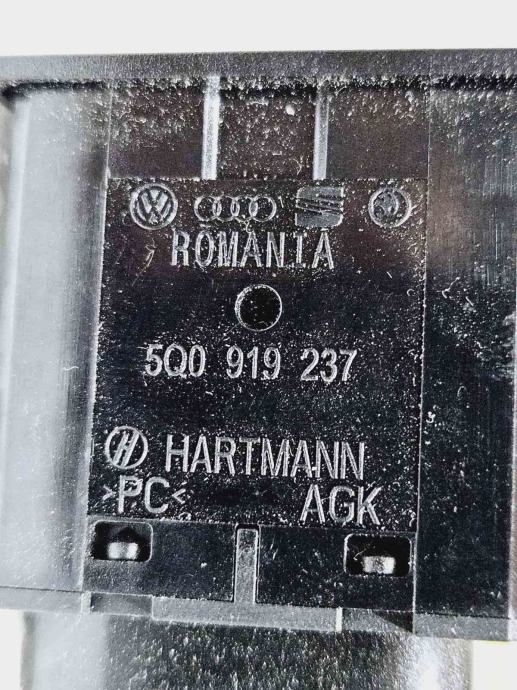 ROMANIA
5Q0 919 237
HARTMANN
>PC< AGK